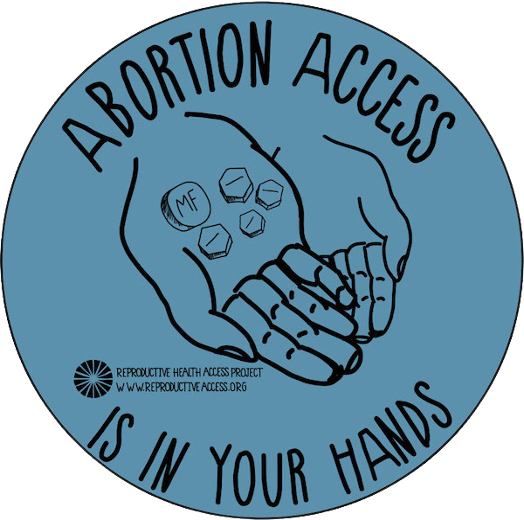 ABORTION ACCESS
MF
REPRODUCTIVE HEALTH ACCESS PROJECT
WWW.REPRODUCTIVEACCESS.ORG
IS IN YOUR HANDS